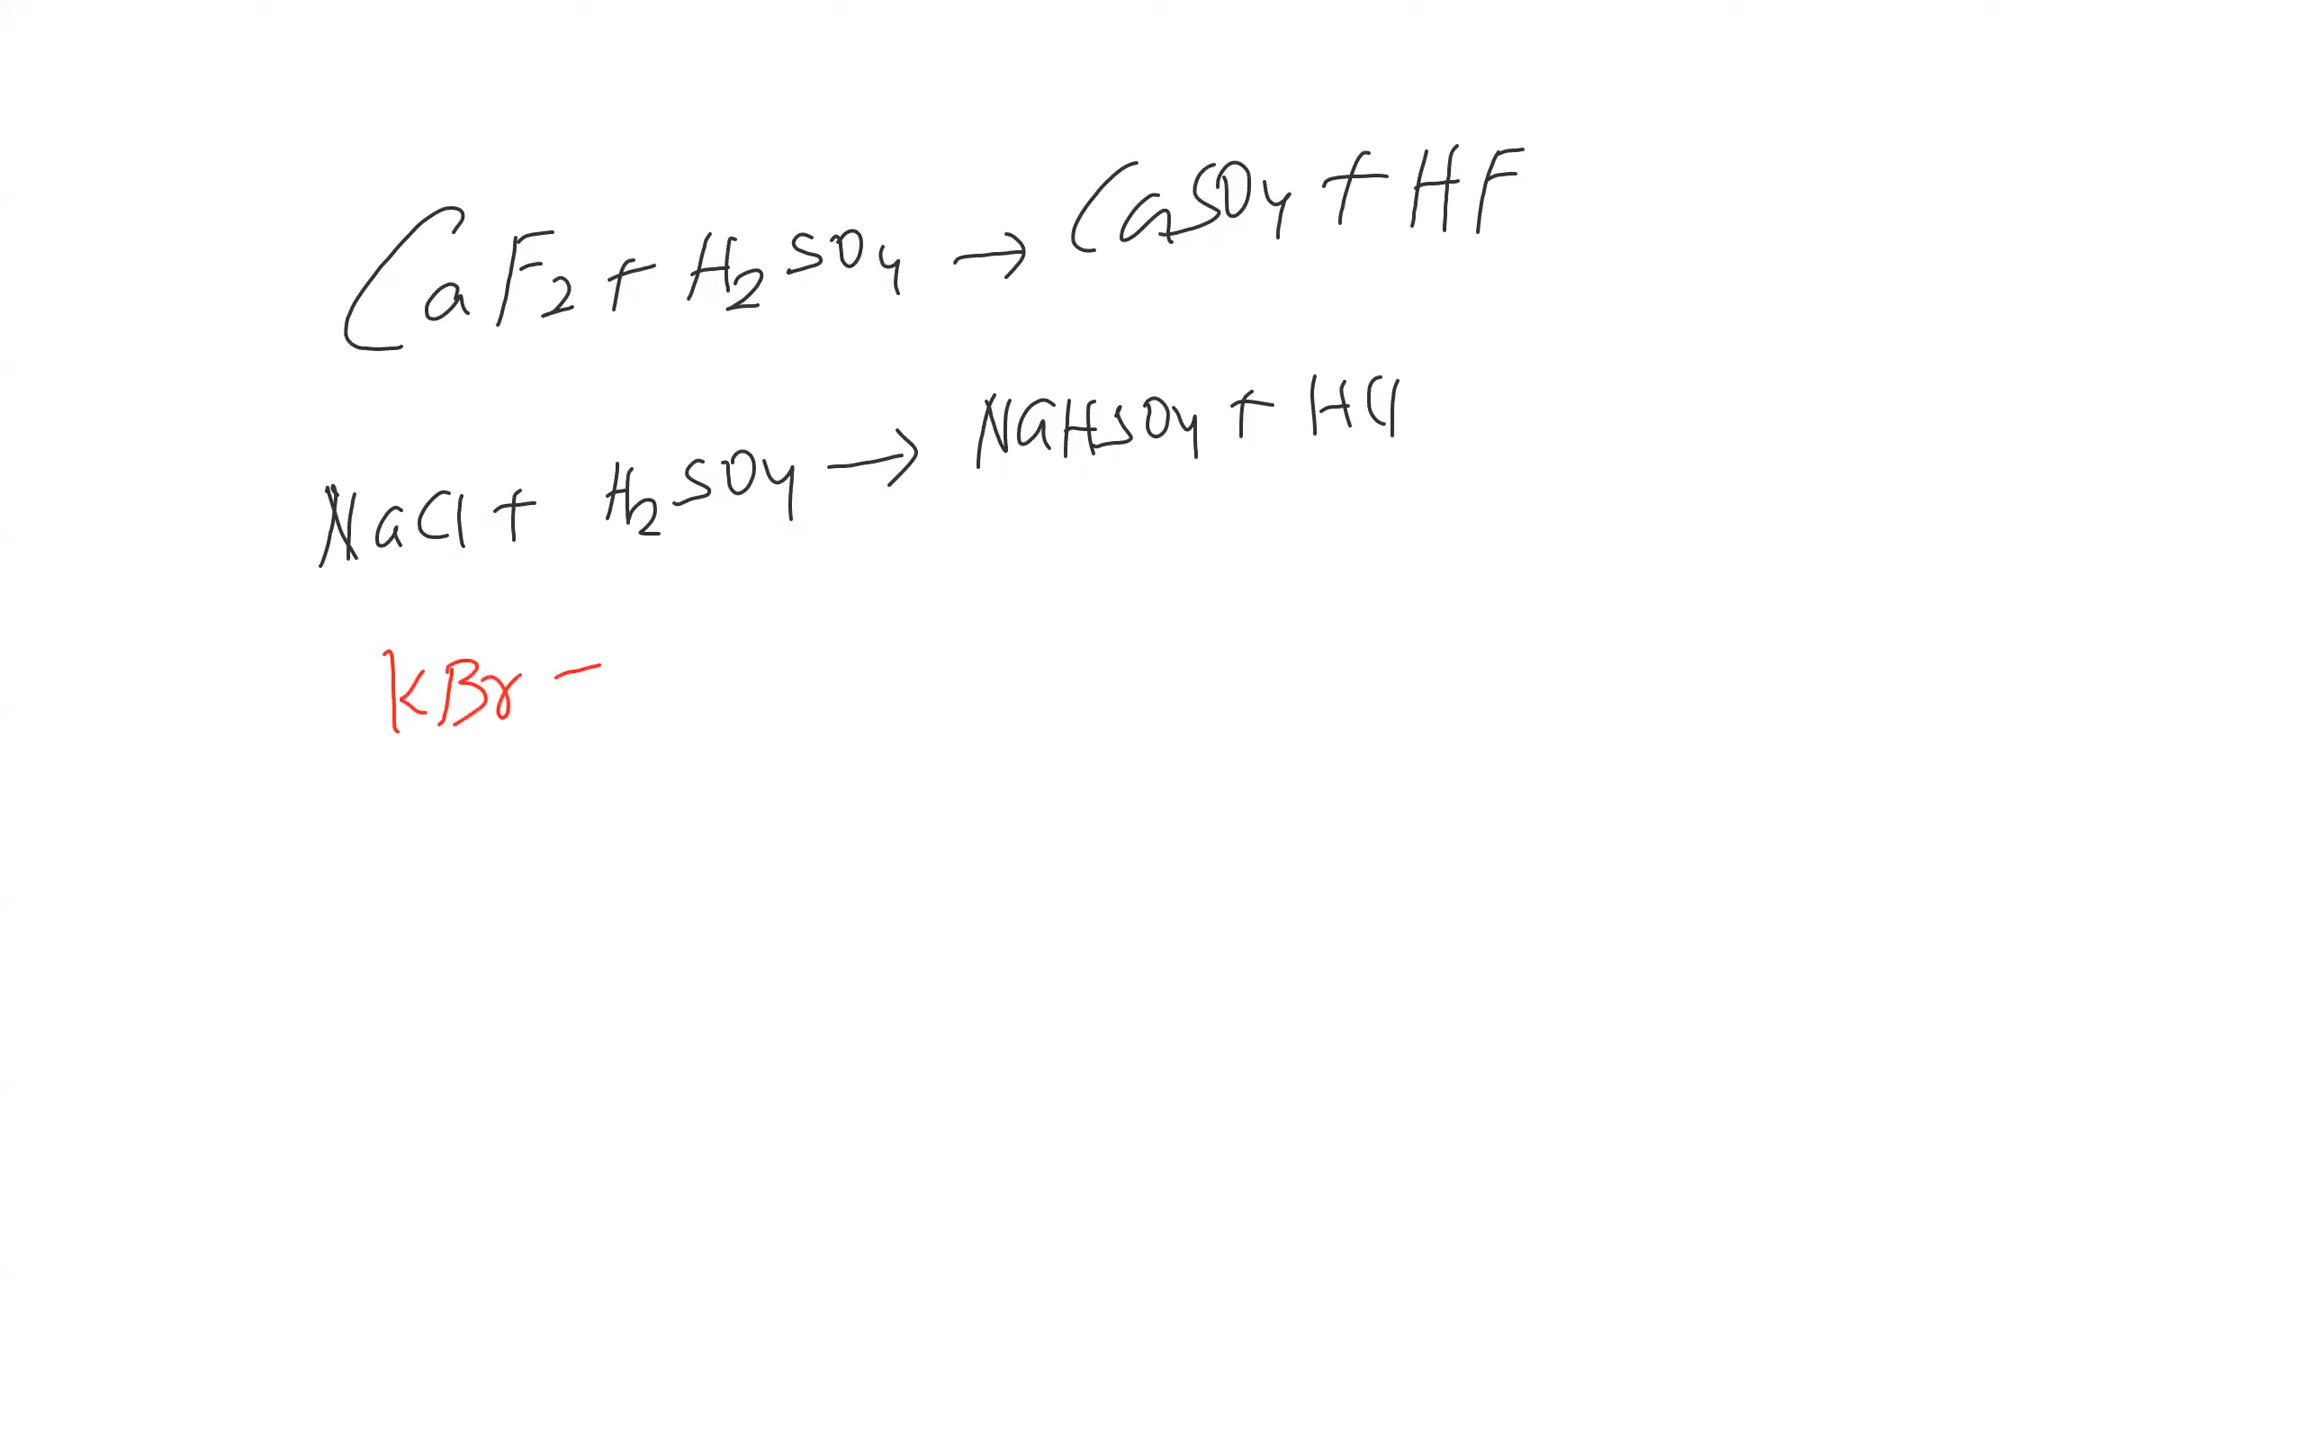 CaF₂ + H₂SO₄ → CaSO₄ + HF
NaCl + H₂SO₄ → NaHSO₄ + HCl
KBr −